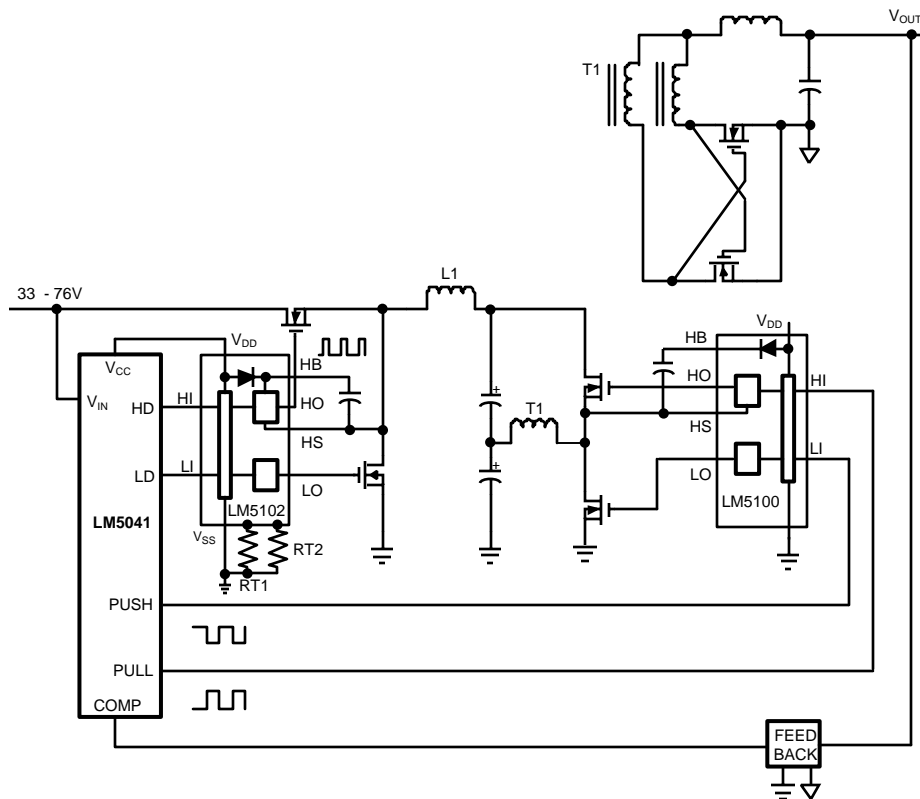 VOUT
T1
L1
33 - 76V
VDD
VCC
HB
VIN
HD
HI
HO
HS
LD
LI
LO
LM5102
LM5041
VSS
RT2
RT1
+
T1
+
VDD
HB
HO
HI
HS
LI
LO
LM5100
PUSH
PULL
COMP
FEED
BACK